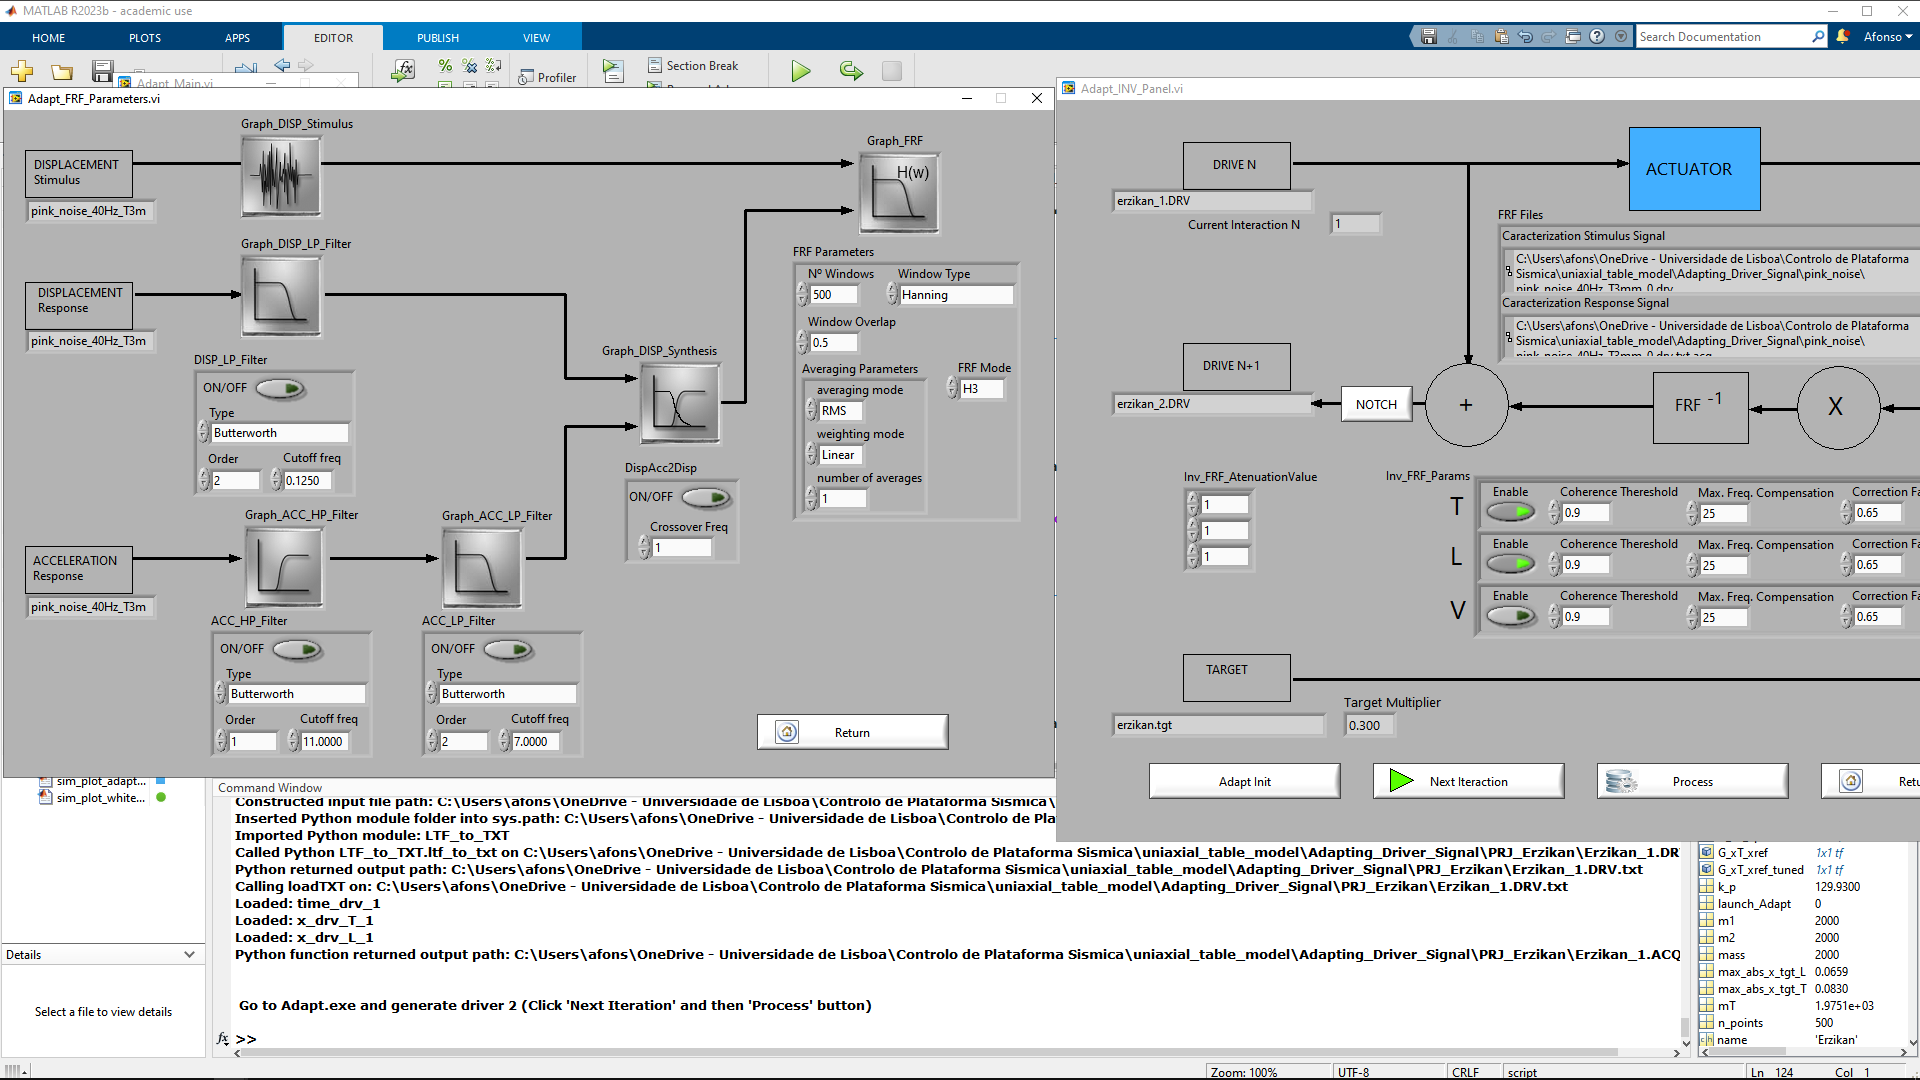 MATLAB R2023b - academic use
HOME
PLOTS
APPS
EDITOR
PUBLISH
VIEW
Search Documentation
Afonso
Profiler
Section Break
Adapt_Main.vi
Adapt_FRF_Parameters.vi
Graph_DISP_Stimulus
Graph_FRF
H(w)
DISPLACEMENT
Stimulus
pink_noise_40Hz_T3m
Graph_DISP_LP_Filter
DISPLACEMENT
Response
pink_noise_40Hz_T3m
FRF Parameters
Nº Windows
Window Type
500
Hanning
Window Overlap
0.5
Averaging Parameters
averaging mode
RMS
weighting mode
Linear
number of averages
1
FRF Mode
H3
DISP_LP_Filter
ON/OFF
Type
Butterworth
Order
Cutoff freq
2
0.1250
Graph_DISP_Synthesis
DispAcc2Disp
ON/OFF
Crossover Freq
1
Graph_ACC_HP_Filter
Graph_ACC_LP_Filter
ACCELERATION
Response
pink_noise_40Hz_T3m
ACC_HP_Filter
ON/OFF
Type
Butterworth
Order
Cutoff freq
1
11.0000
ACC_LP_Filter
ON/OFF
Type
Butterworth
Order
Cutoff freq
2
7.0000
Return
Adapt_INV_Panel.vi
DRIVE N
erzikan_1.DRV
Current Interaction N
1
ACTUATOR
FRF Files
Caracterization Stimulus Signal
C:\Users\afons\OneDrive - Universidade de Lisboa\Controlo de Plataforma
Sismica\uniaxial_table_model\Adapting_Driver_Signal\pink_noise\
pink_noise_40Hz_T3mm_0.drv
Caracterization Response Signal
C:\Users\afons\OneDrive - Universidade de Lisboa\Controlo de Plataforma
Sismica\uniaxial_table_model\Adapting_Driver_Signal\pink_noise\
pink_noise_40Hz_T3mm_0.drv.txt.acq
DRIVE N+1
erzikan_2.DRV
NOTCH
+
FRF -1
X
Inv_FRF_AtenuationValue
1
1
1
Inv_FRF_Params
T
Enable
Coherence Thereshold
0.9
Max. Freq. Compensation
25
Correction Fa
0.65
L
Enable
Coherence Thereshold
0.9
Max. Freq. Compensation
25
Correction Fa
0.65
V
Enable
Coherence Thereshold
0.9
Max. Freq. Compensation
25
Correction Fa
0.65
TARGET
erzikan.tgt
Target Multiplier
0.300
Adapt Init
Next Iteraction
Process
Retu
sim_plot_adapt...
sim_plot_white...
Details
Select a file to view details
Command Window
Constructed input file path: C:\Users\afons\OneDrive - Universidade de Lisboa\Controlo de Plataforma Sismica\
Inserted Python module folder into sys.path: C:\Users\afons\OneDrive - Universidade de Lisboa\Controlo de Pla
Imported Python module: LTF_to_TXT
Called Python LTF_to_TXT.ltf_to_txt on C:\Users\afons\OneDrive - Universidade de Lisboa\Controlo de Plataforma Sismica\uniaxial_table_model\Adapting_Driver_Signal\PRJ_Erzikan\Erzikan_1.DR
Python returned output path: C:\Users\afons\OneDrive - Universidade de Lisboa\Controlo de Plataforma Sismica\uniaxial_table_model\Adapting_Driver_Signal\PRJ_Erzikan\Erzikan_1.DRV.txt
Calling loadTXT on: C:\Users\afons\OneDrive - Universidade de Lisboa\Controlo de Plataforma Sismica\uniaxial_table_model\Adapting_Driver_Signal\PRJ_Erzikan\Erzikan_1.DRV.txt
Loaded: time_drv_1
Loaded: x_drv_T_1
Loaded: x_drv_L_1
Python function returned output path: C:\Users\afons\OneDrive - Universidade de Lisboa\Controlo de Plataforma Sismica\uniaxial_table_model\Adapting_Driver_Signal\PRJ_Erzikan\Erzikan_1.ACQ
Go to Adapt.exe and generate driver 2 (Click 'Next Iteration' and then 'Process' button)
fx >>
G_xT_xref 1x1 tf
G_xT_xref_tuned 1x1 tf
k_p 129.9300
launch_Adapt 0
m1 2000
m2 2000
mass 2000
max_abs_x_tgt_L 0.0659
max_abs_x_tgt_T 0.0830
mT 1.9751e+03
n_points 500
name 'Erzikan'
Zoom: 100%
UTF-8
CRLF
script
Ln 124 Col 1